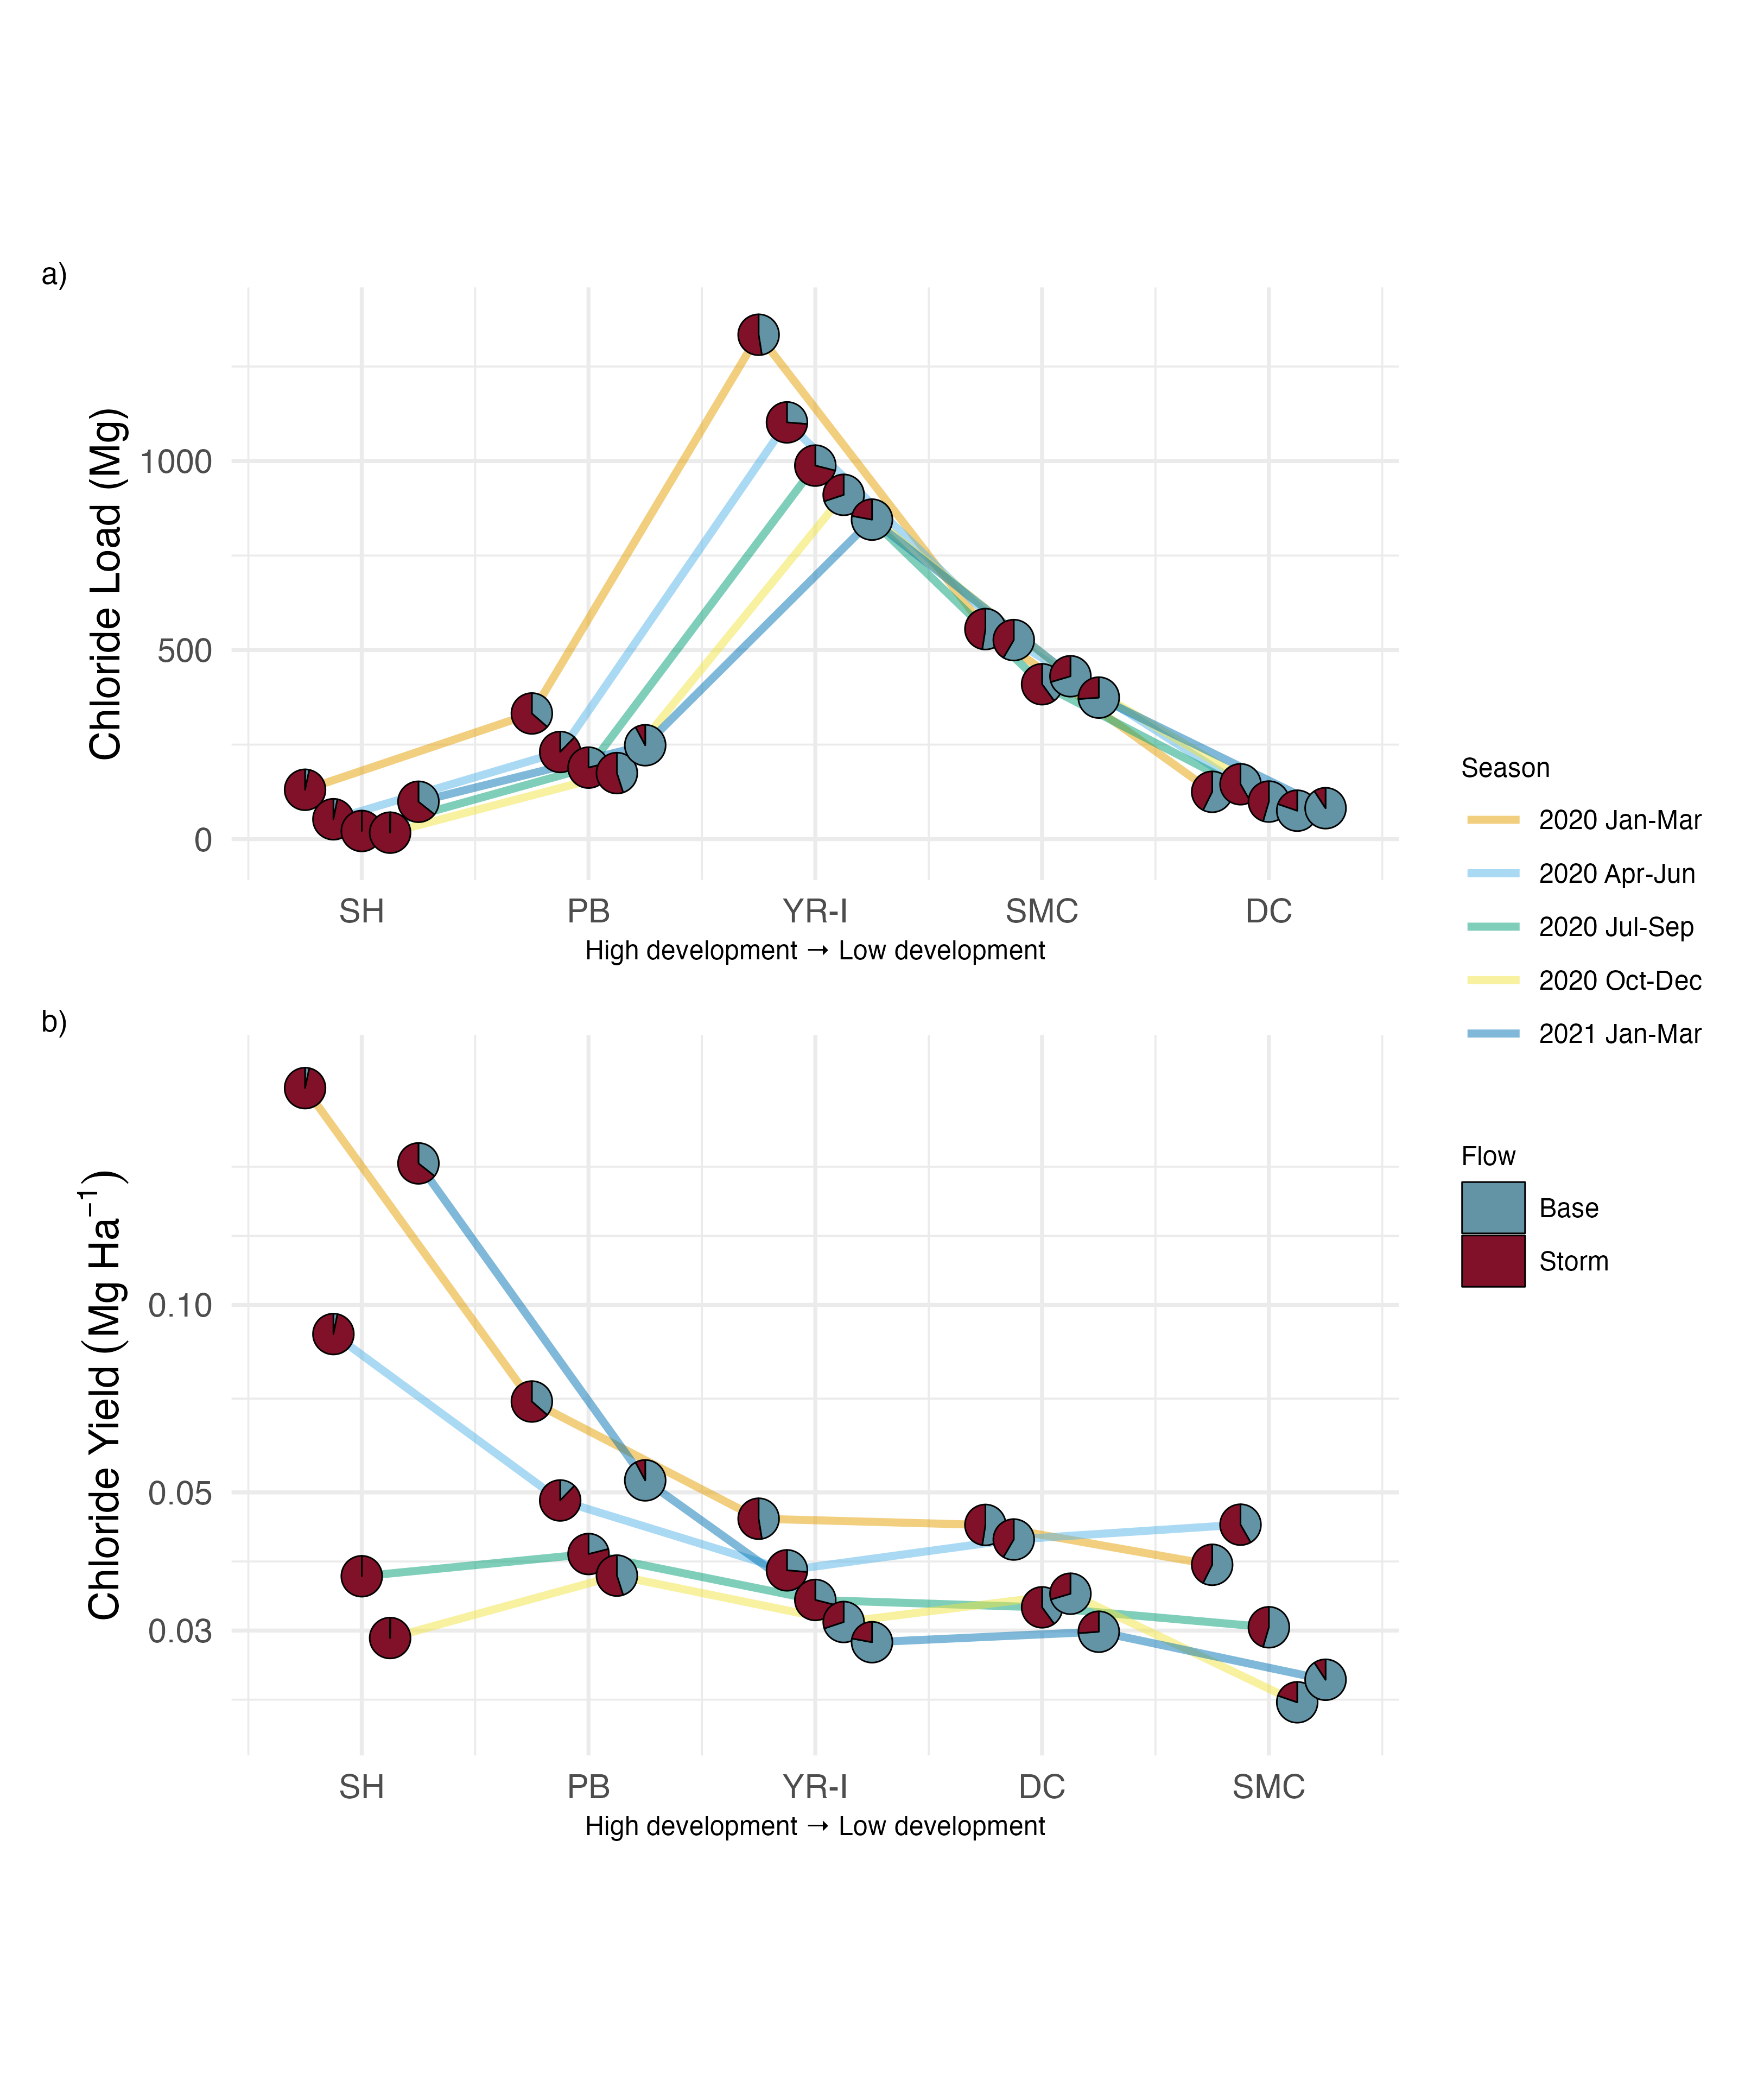 a)
Chloride Load (Mg)
1000
500
0
SH PB YR-I SMC DC
High development → Low development
Season
2020 Jan-Mar
2020 Apr-Jun
2020 Jul-Sep
2020 Oct-Dec
2021 Jan-Mar
b)
Chloride Yield (Mg Ha⁻¹)
0.10
0.05
0.03
SH PB YR-I DC SMC
High development → Low development
Flow
Base
Storm